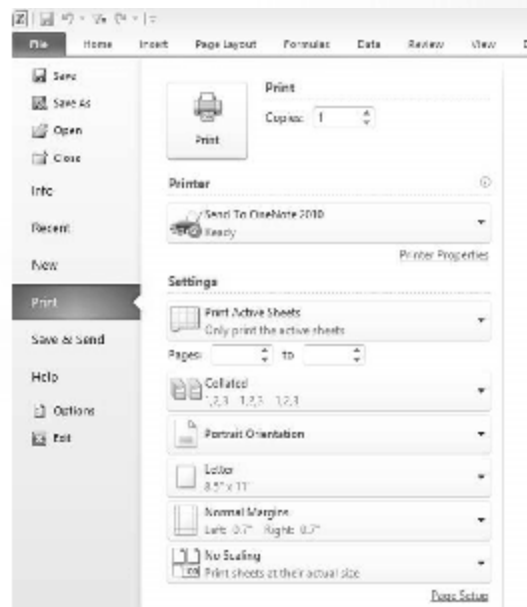 File Home Insert Page Layout Formulas Data Review View
Save
Save As
Open
Close
Info
Recent
New
Print
Save & Send
Help
Options
Exit
Print
Print
Copies: 1
Printer
Send To OneNote 2010
Ready
Printer Properties
Settings
Print Active Sheets
Only print the active sheets
Pages: to
Collated
1,2,3 1,2,3 1,2,3
Portrait Orientation
Letter
8.5" x 11"
Normal Margins
Left: 0.7" Right: 0.7"
No Scaling
Print sheets at their actual size
Page Setup